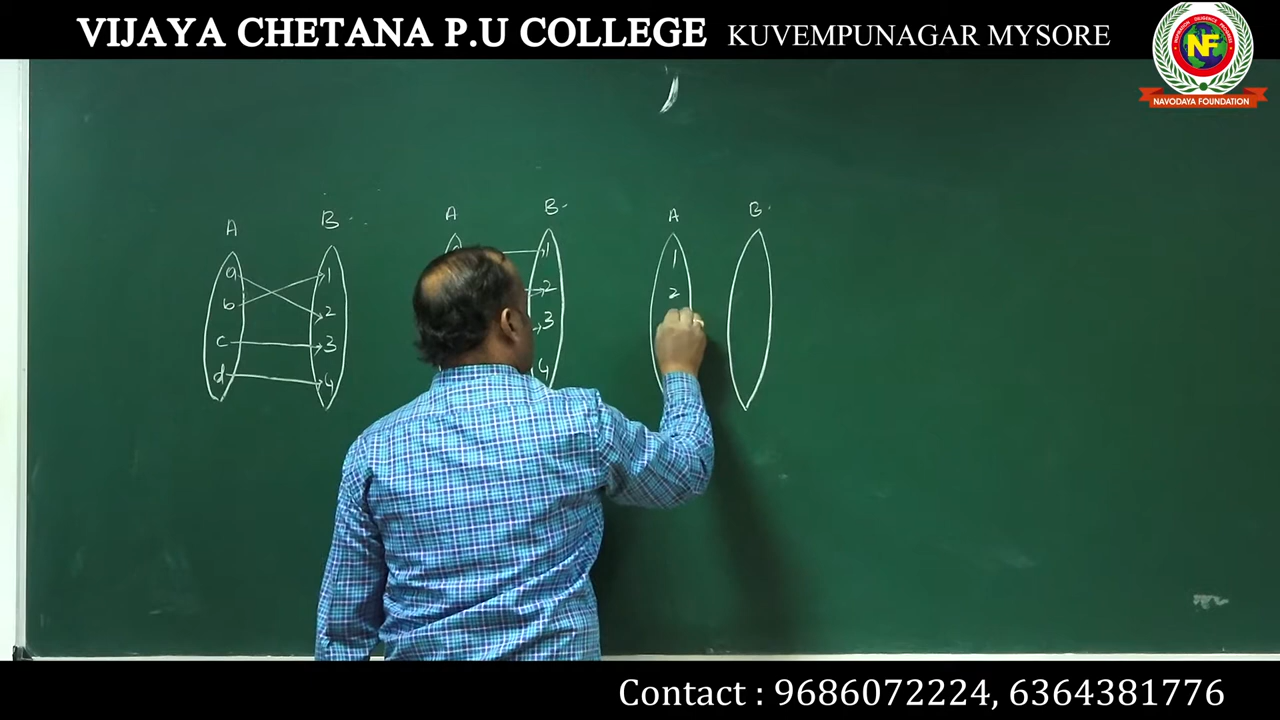 VIJAYA CHETANA P.U COLLEGE KUVEMPUNAGAR MYSORE
NF
NAVODAYA FOUNDATION
A B A B A B
a 1 1 1
b 2 2 2
c 3 3
d 4 4
Contact : 9686072224, 6364381776